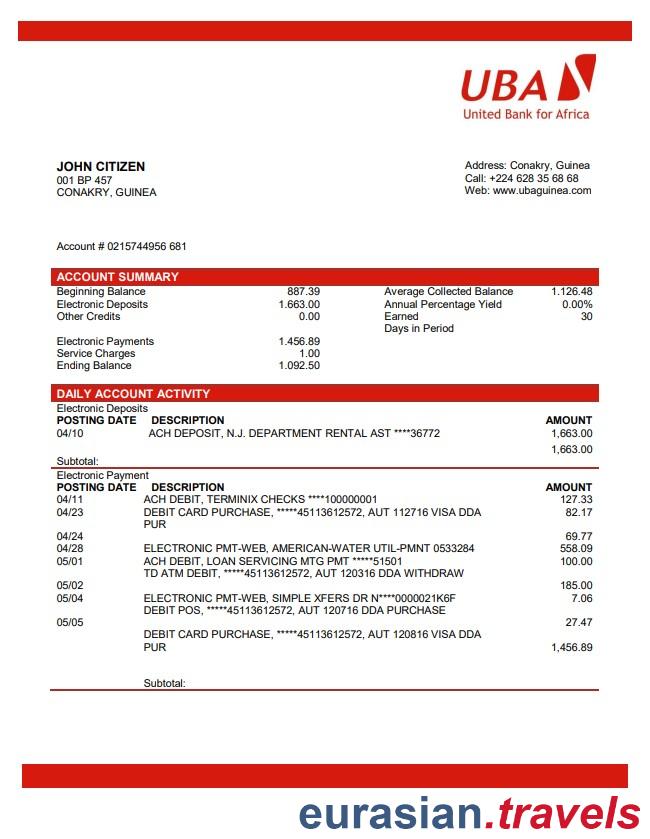 UBA
United Bank for Africa
JOHN CITIZEN
001 BP 457
CONAKRY, GUINEA
Address: Conakry, Guinea
Call: +224 628 35 68 68
Web: www.ubaguinea.com
Account # 0215744956 681
ACCOUNT SUMMARY
Beginning Balance 887.39 Average Collected Balance 1.126.48
Electronic Deposits 1.663.00 Annual Percentage Yield 0.00%
Other Credits 0.00 Earned 30
Days in Period
Electronic Payments 1.456.89
Service Charges 1.00
Ending Balance 1.092.50
DAILY ACCOUNT ACTIVITY
Electronic Deposits
POSTING DATE DESCRIPTION AMOUNT
04/10 ACH DEPOSIT, N.J. DEPARTMENT RENTAL AST ****36772 1,663.00
1,663.00
Subtotal:
Electronic Payment
POSTING DATE DESCRIPTION AMOUNT
04/11 ACH DEBIT, TERMINIX CHECKS ****100000001 127.33
04/23 DEBIT CARD PURCHASE, *****45113612572, AUT 112716 VISA DDA 82.17
PUR
04/24 69.77
04/28 ELECTRONIC PMT-WEB, AMERICAN-WATER UTIL-PMNT 0533284 558.09
05/01 ACH DEBIT, LOAN SERVICING MTG PMT *****51501 100.00
TD ATM DEBIT, *****45113612572, AUT 120316 DDA WITHDRAW
05/02 185.00
05/04 ELECTRONIC PMT-WEB, SIMPLE XFERS DR N****0000021K6F 7.06
DEBIT POS, *****45113612572, AUT 120716 DDA PURCHASE
05/05 27.47
DEBIT CARD PURCHASE, *****45113612572, AUT 120816 VISA DDA
PUR 1,456.89
Subtotal:
eurasian.travels